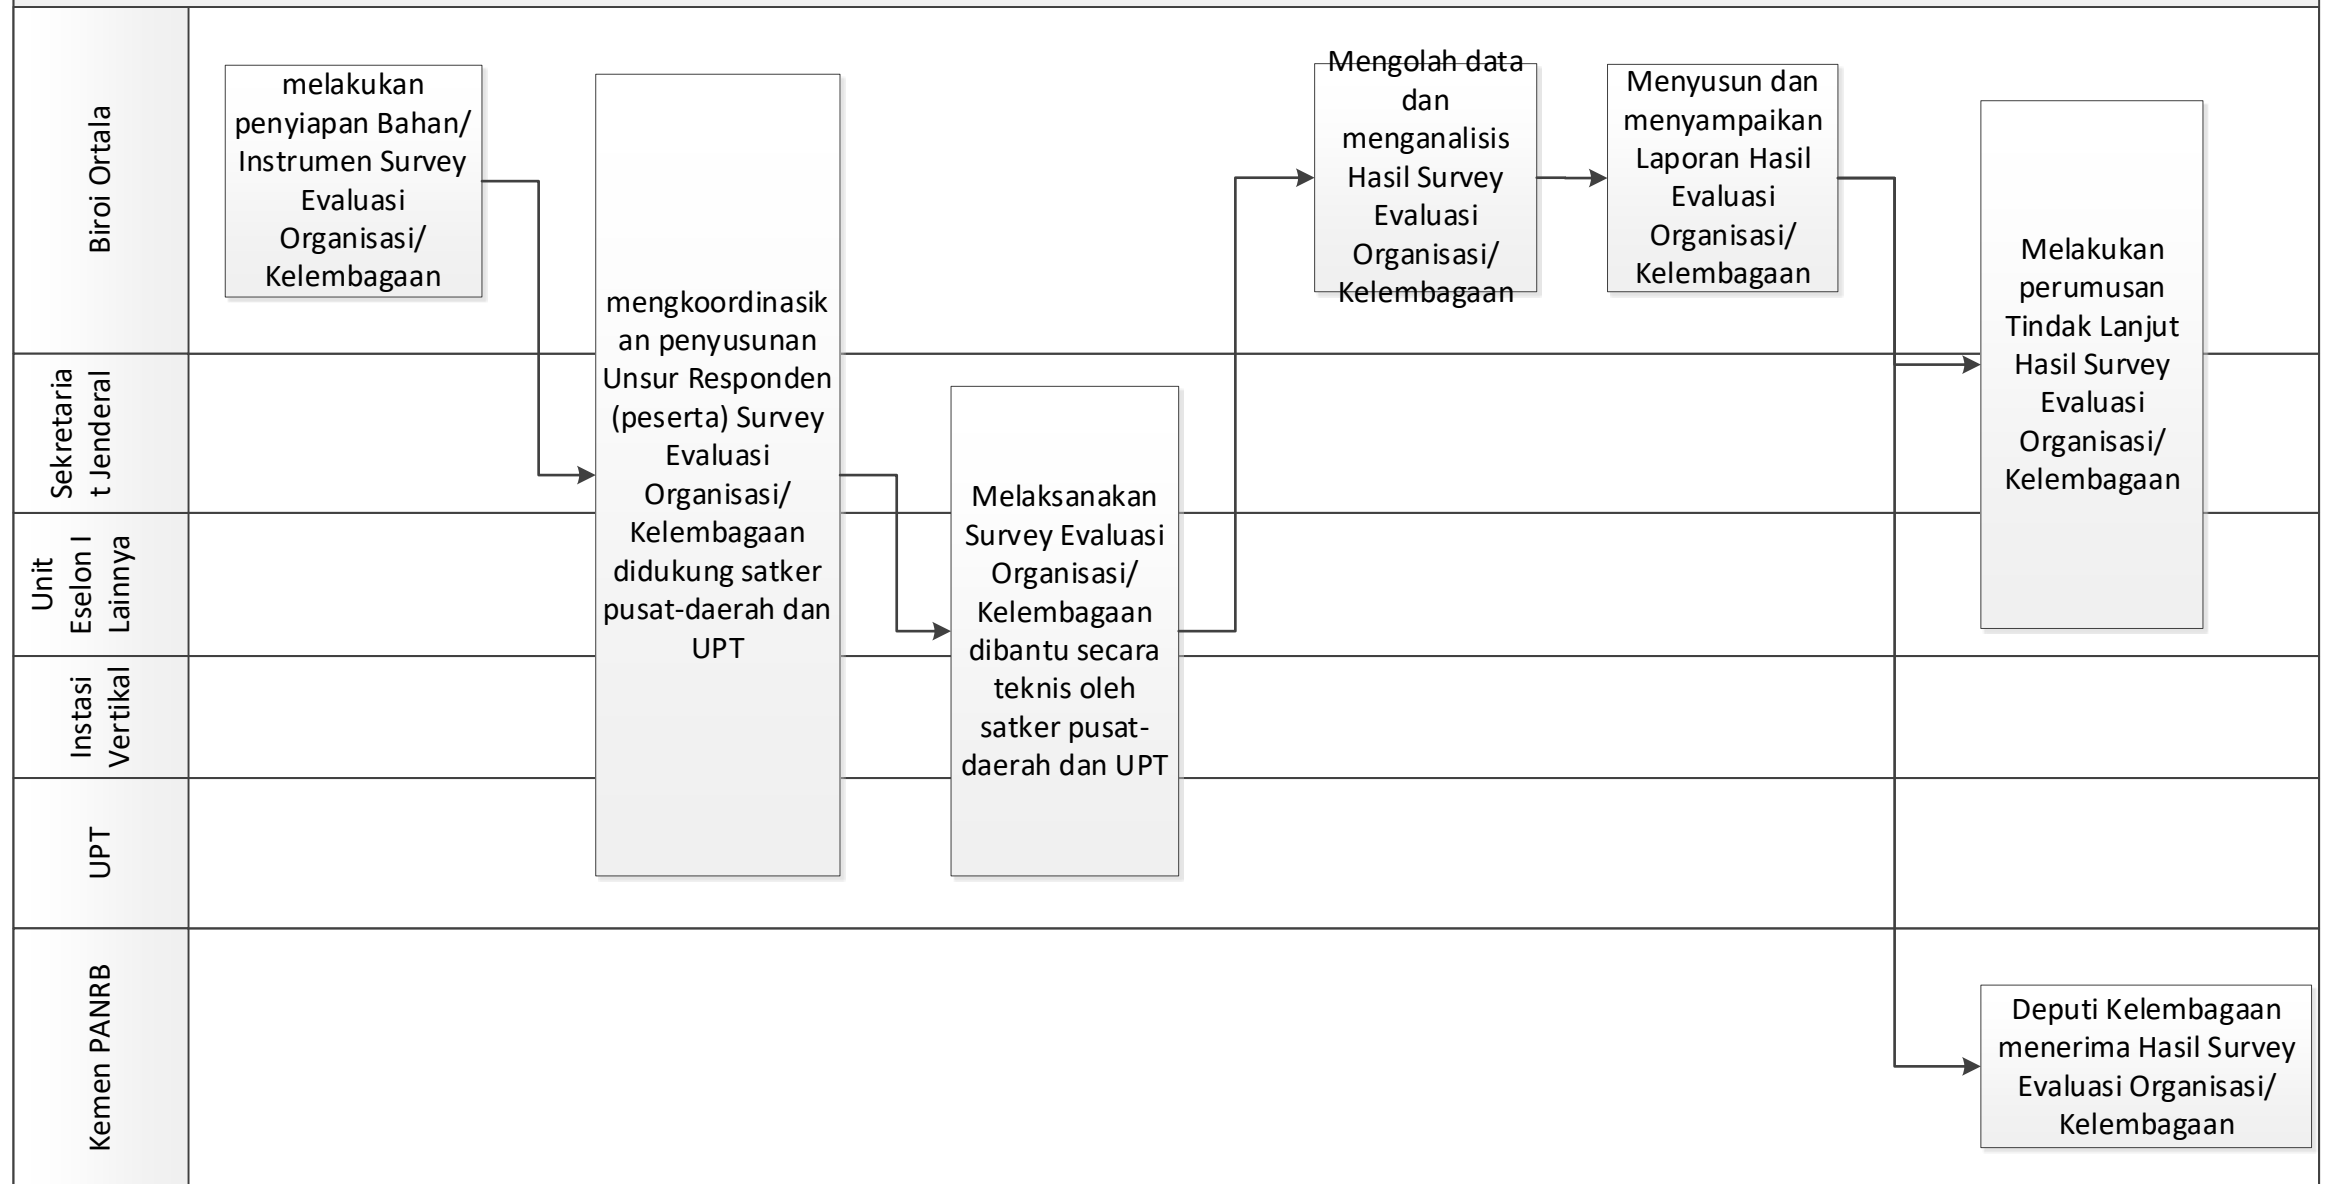 Biroi Ortala
melakukan
penyiapan Bahan/
Instrumen Survey
Evaluasi
Organisasi/
Kelembagaan
mengkoordinasik
an penyusunan
Unsur Responden
(peserta) Survey
Evaluasi
Organisasi/
Kelembagaan
didukung satker
pusat-daerah dan
UPT
Mengolah data
dan
menganalisis
Hasil Survey
Evaluasi
Organisasi/
Kelembagaan
Menyusun dan
menyampaikan
Laporan Hasil
Evaluasi
Organisasi/
Kelembagaan
Melakukan
perumusan
Tindak Lanjut
Hasil Survey
Evaluasi
Organisasi/
Kelembagaan
Sekretaria
t Jenderal
Melaksanakan
Survey Evaluasi
Organisasi/
Kelembagaan
dibantu secara
teknis oleh
satker pusat-
daerah dan UPT
Unit
Eselon I
Lainnya
Instasi
Vertikal
UPT
Kemen PANRB
Deputi Kelembagaan
menerima Hasil Survey
Evaluasi Organisasi/
Kelembagaan